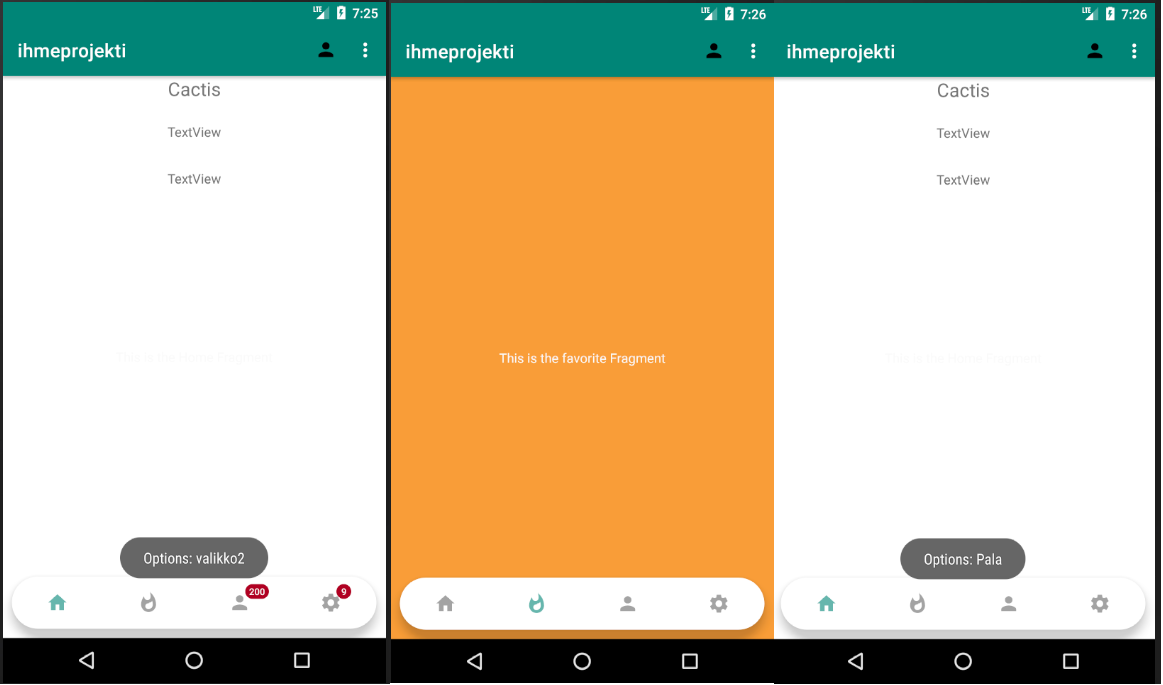 LTE 7:25
ihmeprojekti
Cactis
TextView
TextView
This is the Home Fragment
Options: valikko2
200
9
LTE 7:26
ihmeprojekti
This is the favorite Fragment
LTE 7:26
ihmeprojekti
Cactis
TextView
TextView
This is the Home Fragment
Options: Pala